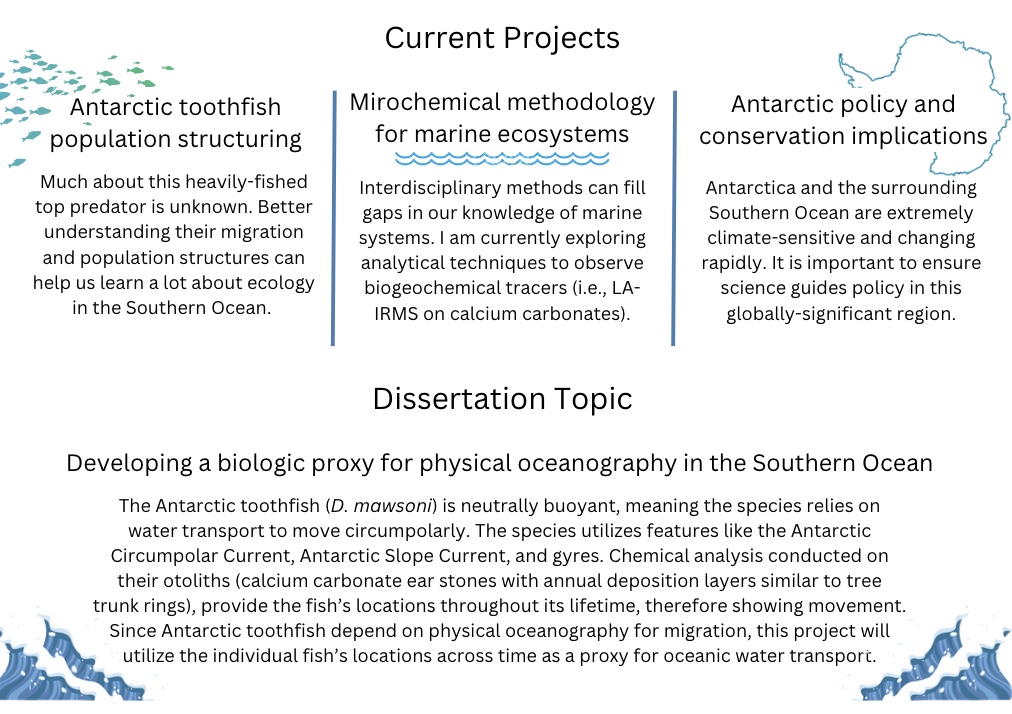 Current Projects
Antarctic toothfish
population structuring
Much about this heavily-fished
top predator is unknown. Better
understanding their migration
and population structures can
help us learn a lot about ecology
in the Southern Ocean.
Mirochemical methodology
for marine ecosystems
Interdisciplinary methods can fill
gaps in our knowledge of marine
systems. I am currently exploring
analytical techniques to observe
biogeochemical tracers (i.e., LA-
IRMS on calcium carbonates).
Antarctic policy and
conservation implications
Antarctica and the surrounding
Southern Ocean are extremely
climate-sensitive and changing
rapidly. It is important to ensure
science guides policy in this
globally-significant region.
Dissertation Topic
Developing a biologic proxy for physical oceanography in the Southern Ocean
The Antarctic toothfish (D. mawsoni) is neutrally buoyant, meaning the species relies on
water transport to move circumpolarly. The species utilizes features like the Antarctic
Circumpolar Current, Antarctic Slope Current, and gyres. Chemical analysis conducted on
their otoliths (calcium carbonate ear stones with annual deposition layers similar to tree
trunk rings), provide the fish’s locations throughout its lifetime, therefore showing movement.
Since Antarctic toothfish depend on physical oceanography for migration, this project will
utilize the individual fish’s locations across time as a proxy for oceanic water transport.